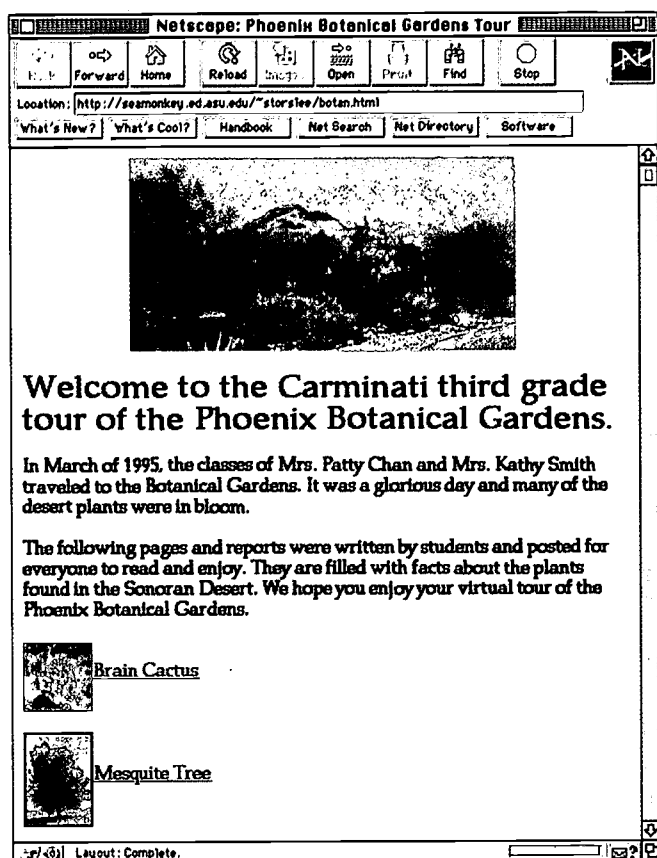 Netscape: Phoenix Botanical Gardens Tour
Back Forward Home Reload Images Open Print Find Stop
Location: http://seamonkey.ed.asu.edu/~storslee/botan.html
What's New? What's Cool? Handbook Net Search Net Directory Software
Welcome to the Carminati third grade
tour of the Phoenix Botanical Gardens.
In March of 1995, the classes of Mrs. Patty Chan and Mrs. Kathy Smith
traveled to the Botanical Gardens. It was a glorious day and many of the
desert plants were in bloom.
The following pages and reports were written by students and posted for
everyone to read and enjoy. They are filled with facts about the plants
found in the Sonoran Desert. We hope you enjoy your virtual tour of the
Phoenix Botanical Gardens.
Brain Cactus
Mesquite Tree
Layout: Complete.
?